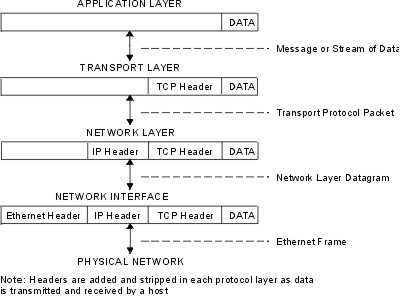 APPLICATION LAYER
DATA
Message or Stream of Data
TRANSPORT LAYER
TCP Header DATA
Transport Protocol Packet
NETWORK LAYER
IP Header TCP Header DATA
Network Layer Datagram
NETWORK INTERFACE
Ethernet Header IP Header TCP Header DATA
Ethernet Frame
PHYSICAL NETWORK
Note: Headers are added and stripped in each protocol layer as data
is transmitted and received by a host